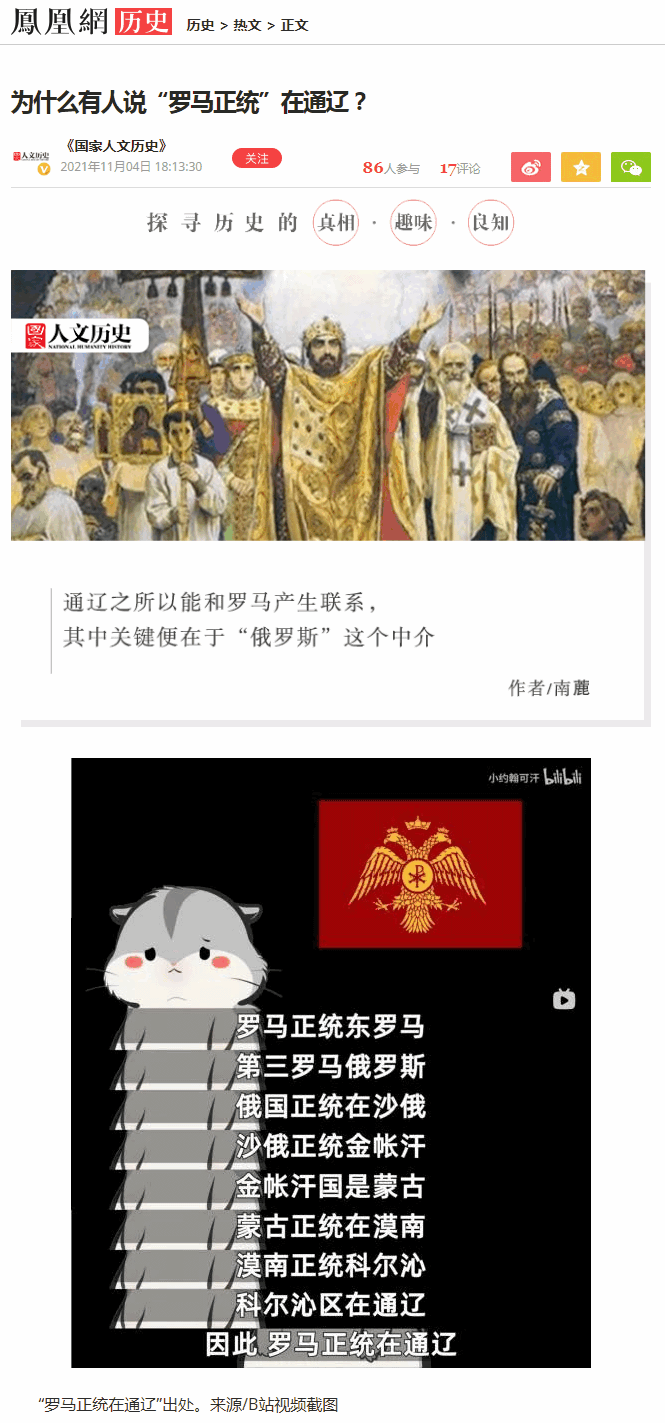 鳳凰網 历史 历史 > 热文 > 正文
为什么有人说“罗马正统”在通辽？
人文历史
《国家人文历史》
2021年11月04日 18:13:30
关注
86人参与 17评论
探寻历史的 真相 · 趣味 · 良知
国家 人文历史
NATIONAL HUMANITY HISTORY
通辽之所以能和罗马产生联系，
其中关键便在于“俄罗斯”这个中介
作者/南麓
小约翰可汗 bilibili
罗马正统东罗马
第三罗马俄罗斯
俄国正统在沙俄
沙俄正统金帐汗
金帐汗国是蒙古
蒙古正统在漠南
漠南正统科尔沁
科尔沁区在通辽
因此 罗马正统在通辽
“罗马正统在通辽”出处。来源/B站视频截图